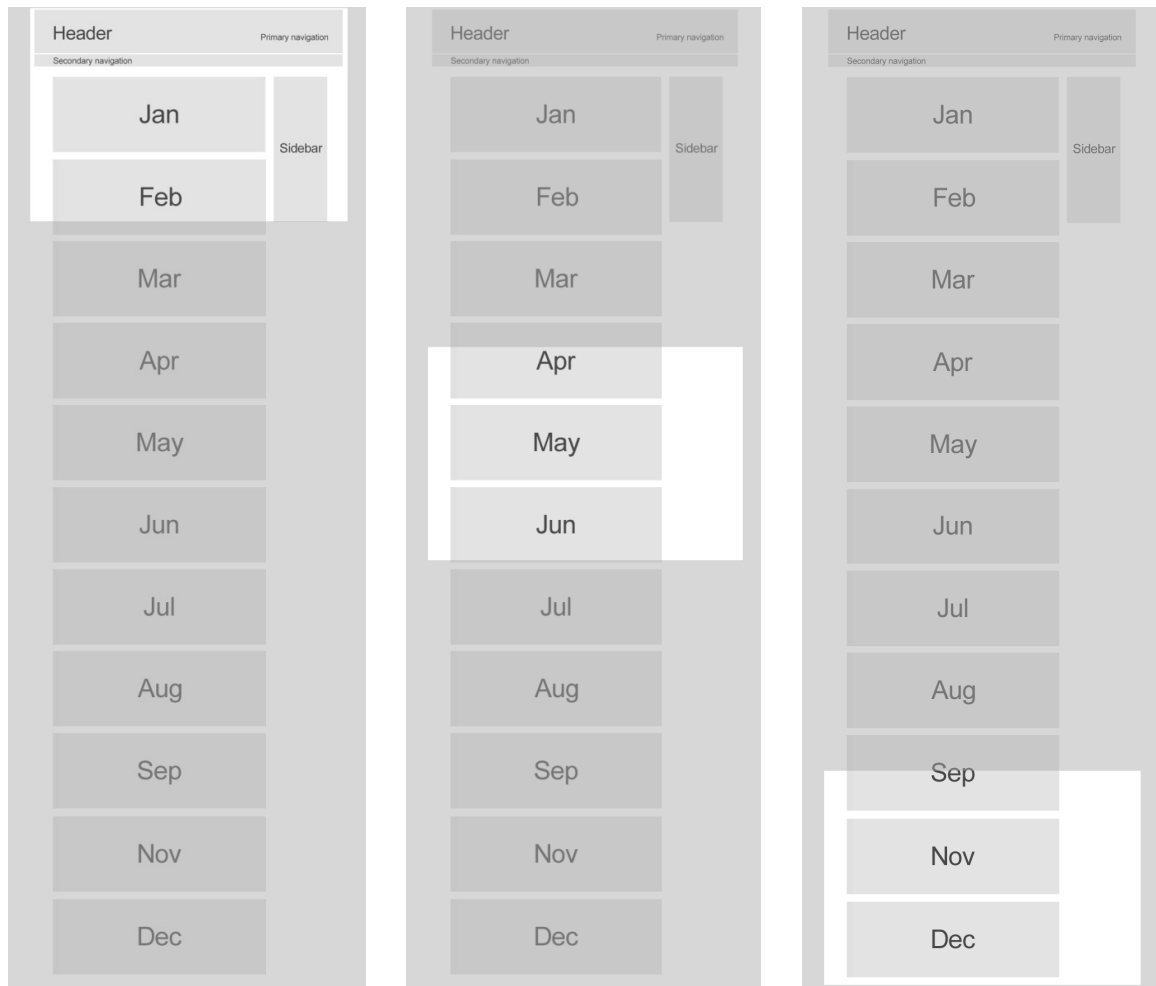 Header
Primary navigation
Secondary navigation
Jan
Sidebar
Feb
Mar
Apr
May
Jun
Jul
Aug
Sep
Nov
Dec
Header
Primary navigation
Secondary navigation
Jan
Sidebar
Feb
Mar
Apr
May
Jun
Jul
Aug
Sep
Nov
Dec
Header
Primary navigation
Secondary navigation
Jan
Sidebar
Feb
Mar
Apr
May
Jun
Jul
Aug
Sep
Nov
Dec